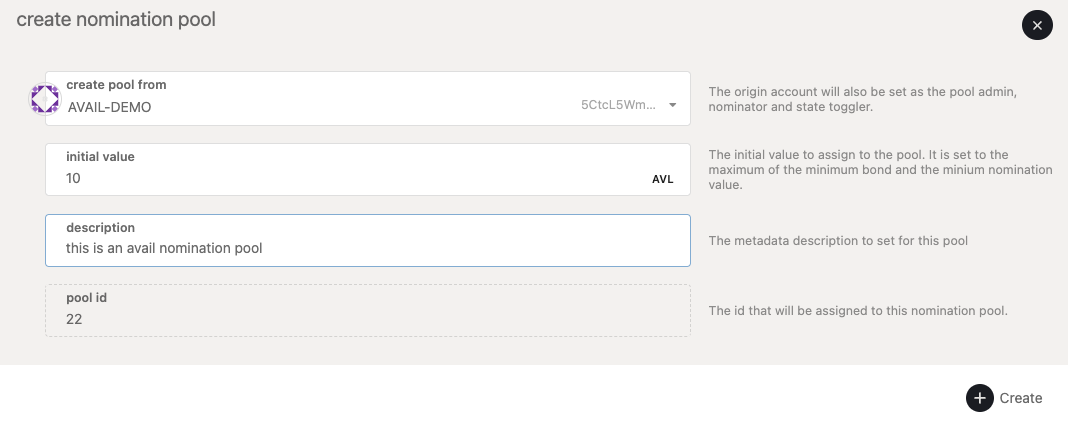 create nomination pool
create pool from
AVAIL-DEMO
5CtcL5Wm...
The origin account will also be set as the pool admin,
nominator and state toggler.
initial value
10
AVL
The initial value to assign to the pool. It is set to the
maximum of the minimum bond and the minium nomination
value.
description
this is an avail nomination pool
The metadata description to set for this pool
pool id
22
The id that will be assigned to this nomination pool.
Create